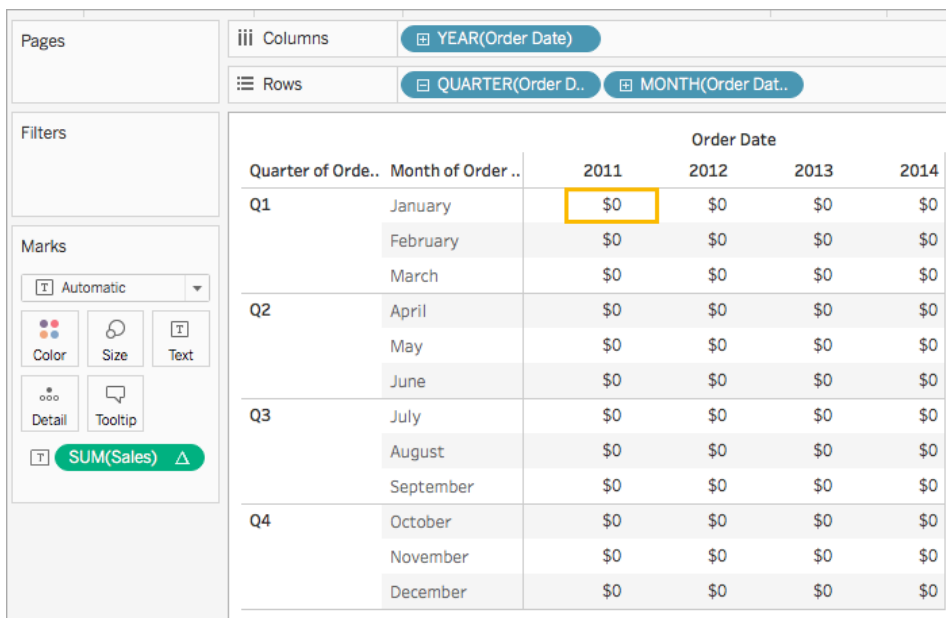 Pages
iii Columns
YEAR(Order Date)
Rows
QUARTER(Order D..
MONTH(Order Dat..
Filters
Marks
T Automatic
Color
Size
T
Text
Detail
Tooltip
T SUM(Sales) Δ
Order Date
Quarter of Orde.. Month of Order .. 2011 2012 2013 2014
Q1 January $0 $0 $0 $0
February $0 $0 $0 $0
March $0 $0 $0 $0
Q2 April $0 $0 $0 $0
May $0 $0 $0 $0
June $0 $0 $0 $0
Q3 July $0 $0 $0 $0
August $0 $0 $0 $0
September $0 $0 $0 $0
Q4 October $0 $0 $0 $0
November $0 $0 $0 $0
December $0 $0 $0 $0